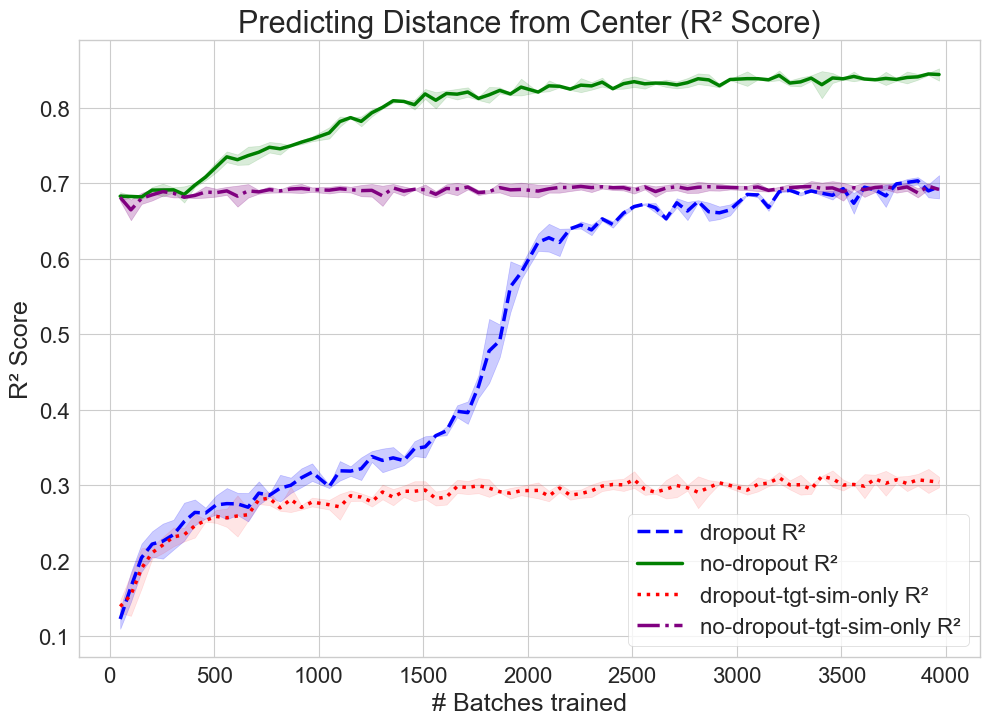 Predicting Distance from Center (R² Score)
R² Score
0.8
0.7
0.6
0.5
0.4
0.3
0.2
0.1
dropout R²
no-dropout R²
dropout-tgt-sim-only R²
no-dropout-tgt-sim-only R²
0 500 1000 1500 2000 2500 3000 3500 4000
# Batches trained